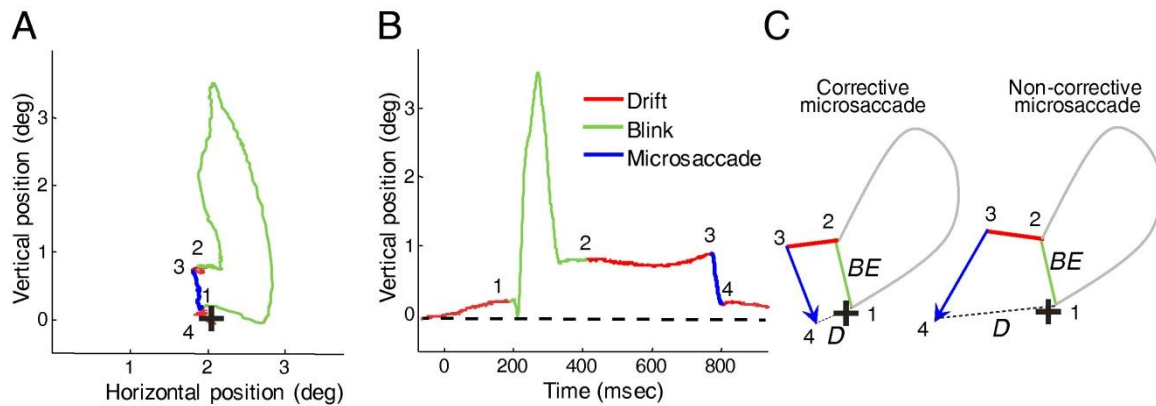 A
Vertical position (deg)
3
2
1
0
2
3
1
4
1
2
3
Horizontal position (deg)
B
Vertical position (deg)
3
2
1
0
Drift
Blink
Microsaccade
1
2
3
4
0
200
400
600
800
Time (msec)
C
Corrective
microsaccade
3
2
BE
1
4
D
Non-corrective
microsaccade
3
2
BE
1
4
D